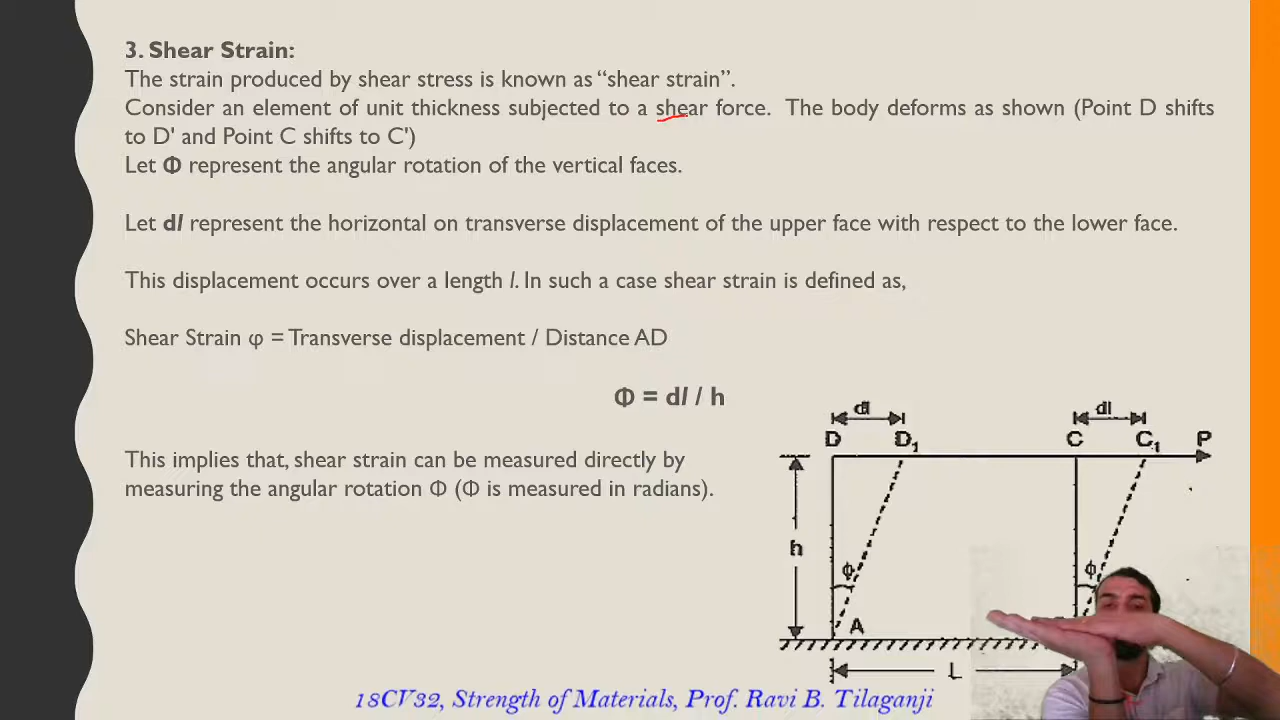 3. Shear Strain:
The strain produced by shear stress is known as “shear strain”.
Consider an element of unit thickness subjected to a shear force. The body deforms as shown (Point D shifts
to D' and Point C shifts to C')
Let Φ represent the angular rotation of the vertical faces.
Let dl represent the horizontal on transverse displacement of the upper face with respect to the lower face.
This displacement occurs over a length l. In such a case shear strain is defined as,
Shear Strain φ = Transverse displacement / Distance AD
Φ = dl / h
This implies that, shear strain can be measured directly by
measuring the angular rotation Φ (Φ is measured in radians).
dl dl
D D₁ C C₁ P
h
ϕ ϕ
A
L
18CV32, Strength of Materials, Prof. Ravi B. Tilaganji